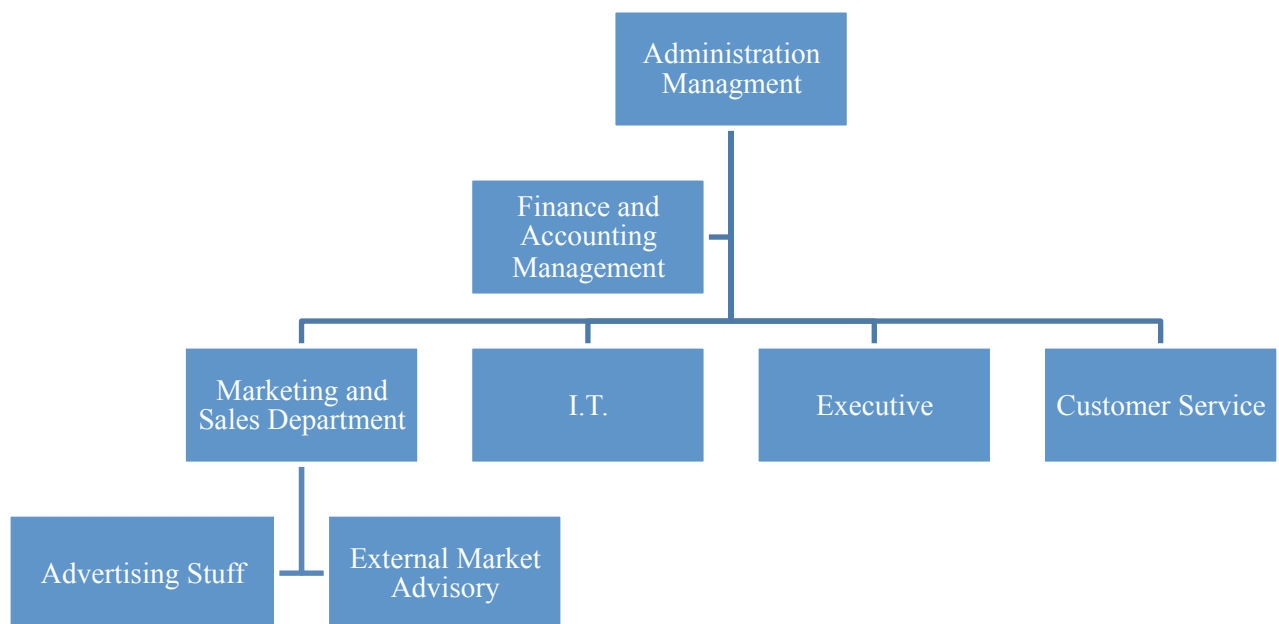 Administration
Managment
Finance and
Accounting
Management
Marketing and
Sales Department
I.T.
Executive
Customer Service
Advertising Stuff
External Market
Advisory